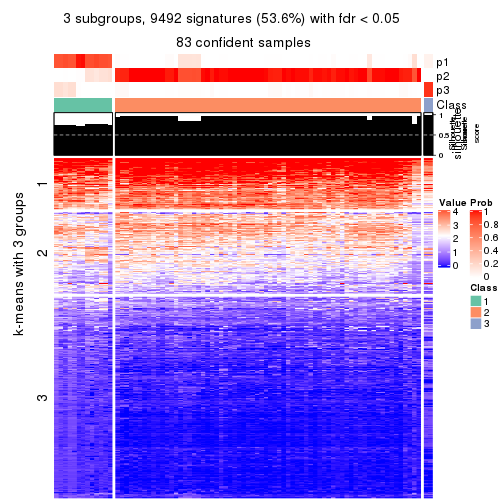 3 subgroups, 9492 signatures (53.6%) with fdr < 0.05
83 confident samples
p1
p2
p3
Class
1
0.5
0
silhouette
score
k-means with 3 groups
1
2
3
Value
4
3
2
1
0
Prob
1
0.8
0.6
0.4
0.2
0
Class
1
2
3